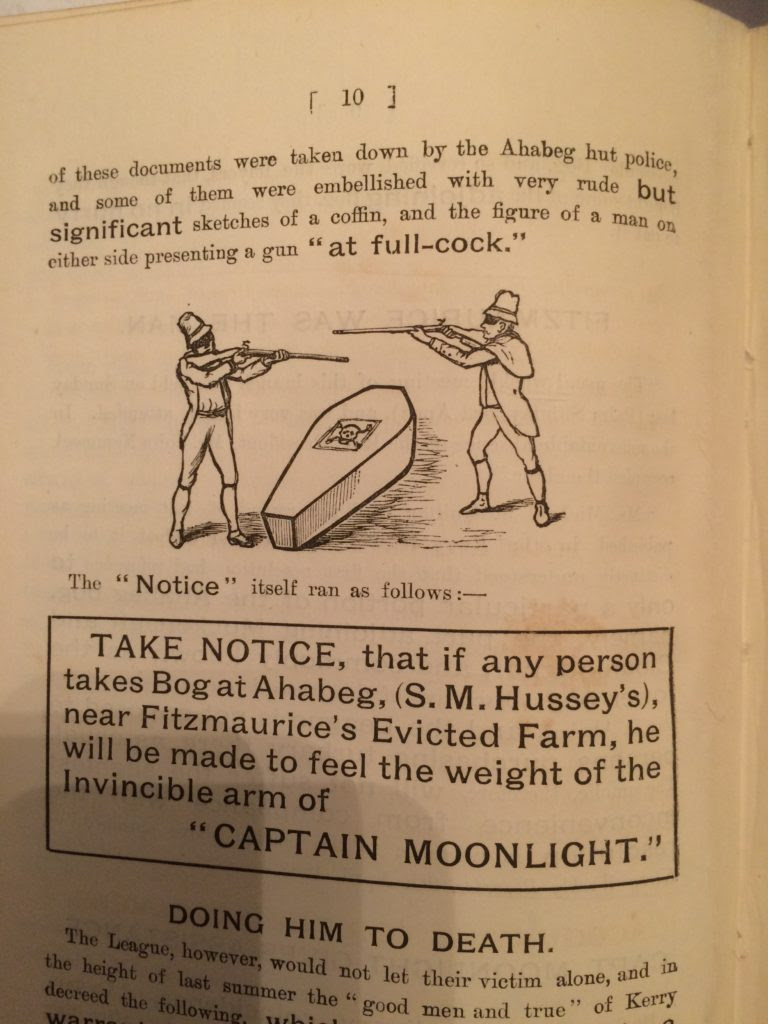 [ 10 ]
of these documents were taken down by the Ahabeg hut police,
and some of them were embellished with very rude but
significant sketches of a coffin, and the figure of a man on
either side presenting a gun “at full-cock.”
The “Notice” itself ran as follows:—
TAKE NOTICE, that if any person
takes Bog at Ahabeg, (S. M. Hussey’s),
near Fitzmaurice’s Evicted Farm, he
will be made to feel the weight of the
Invincible arm of
“CAPTAIN MOONLIGHT.”
DOING HIM TO DEATH.
The League, however, would not let their victim alone, and in
the height of last summer the “good men and true” of Kerry
decreed the following,